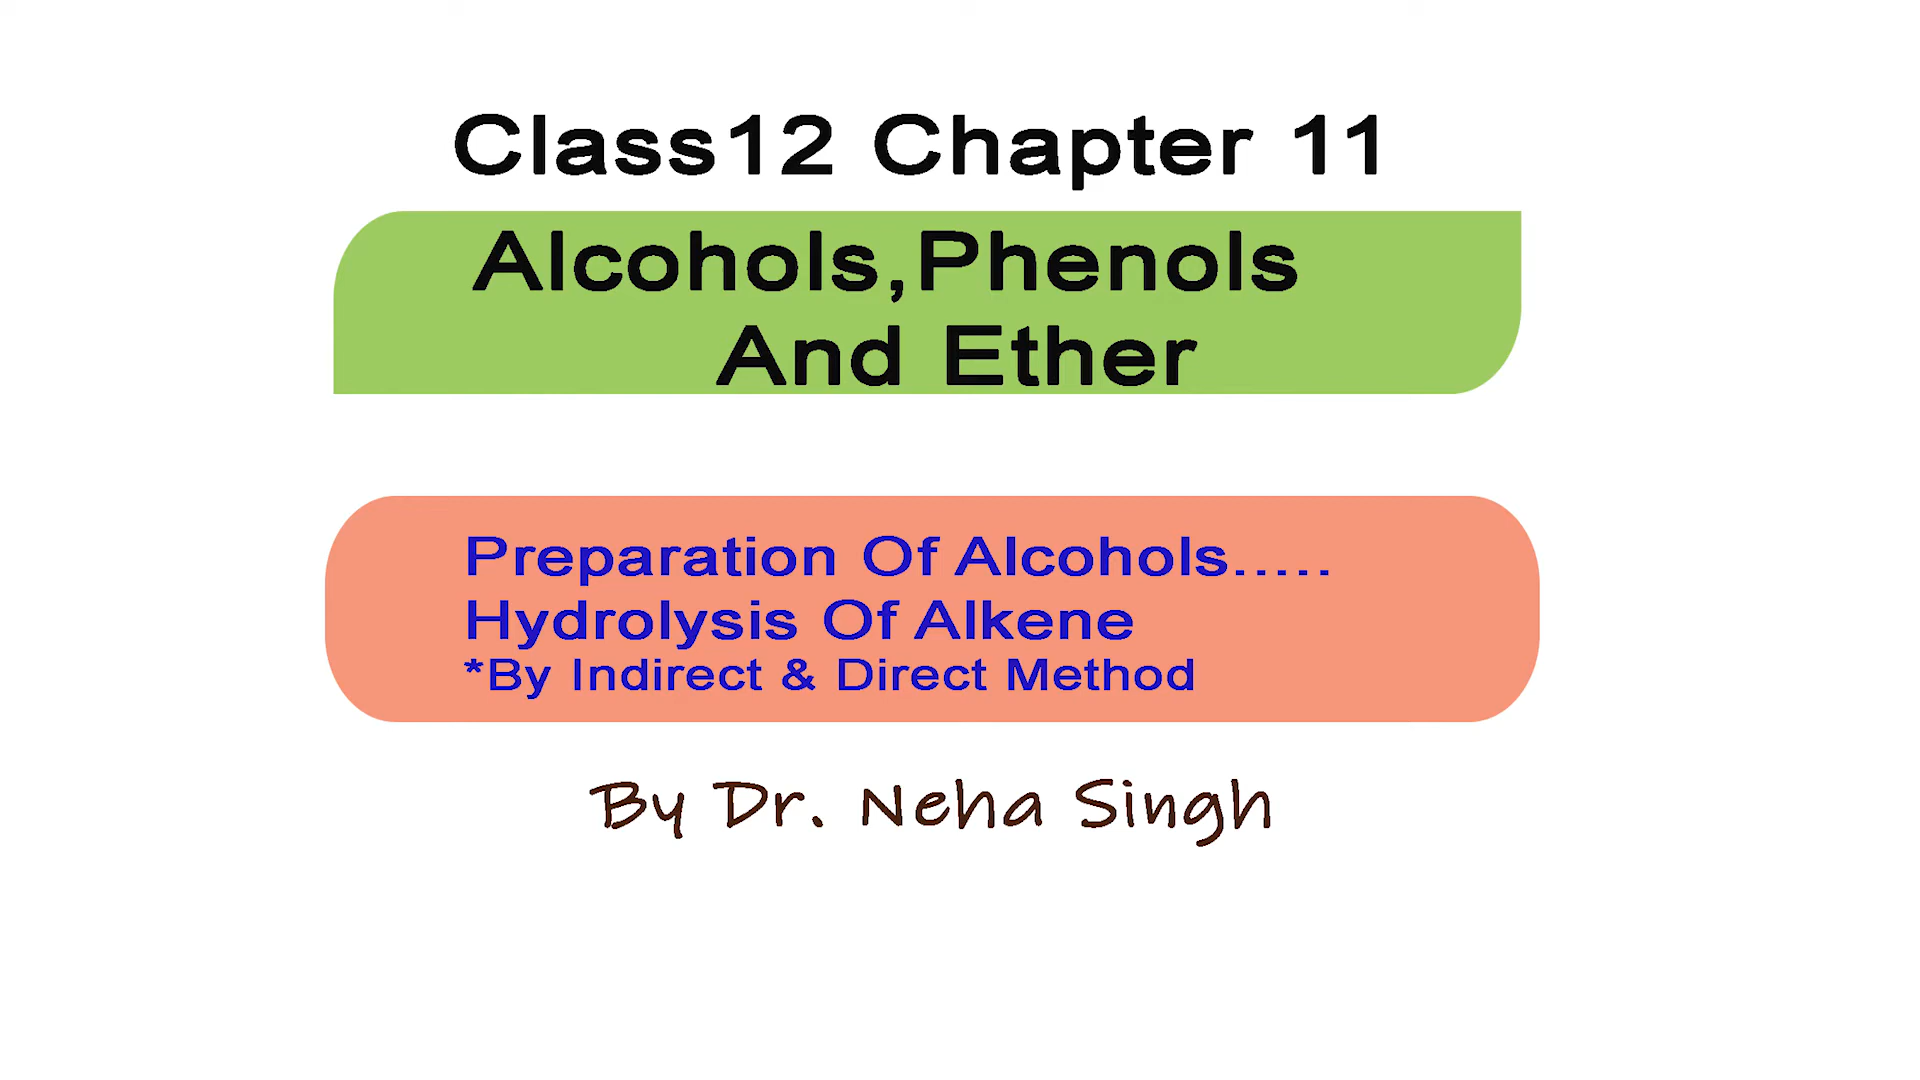 Class12 Chapter 11
Alcohols,Phenols
And Ether
Preparation Of Alcohols.....
Hydrolysis Of Alkene
*By Indirect & Direct Method
By Dr. Neha Singh